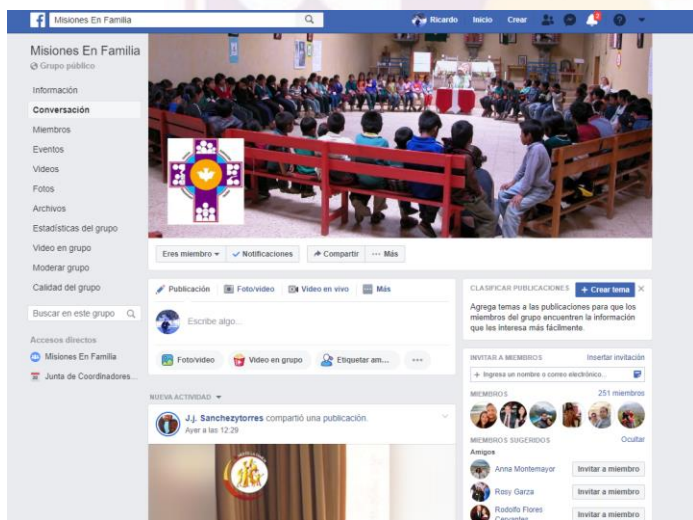 Misiones En Familia
Ricardo
Inicio
Crear
2
Misiones En Familia
Grupo público
Información
Conversación
Miembros
Eventos
Videos
Fotos
Archivos
Estadísticas del grupo
Video en grupo
Moderar grupo
Calidad del grupo
Buscar en este grupo
Accesos directos
Misiones En Familia
Junta de Coordinadores...
Eres miembro
Notificaciones
Compartir
Más
Publicación
Foto/video
Video en vivo
Más
Escribe algo...
Foto/video
Video en grupo
Etiquetar am...
NUEVA ACTIVIDAD
J.j. Sanchezytorres compartió una publicación.
Ayer a las 12:29
CLASIFICAR PUBLICACIONES
+ Crear tema
Agrega temas a las publicaciones para que los
miembros del grupo encuentren la información
que les interesa más fácilmente.
INVITAR A MIEMBROS
Insertar invitación
+ Ingresa un nombre o correo electrónico...
MIEMBROS
251 miembros
MIEMBROS SUGERIDOS
Ocultar
Amigos
Anna Montemayor
Invitar a miembro
Rosy Garza
Invitar a miembro
Rodolfo Flores
Cervantes
Invitar a miembro